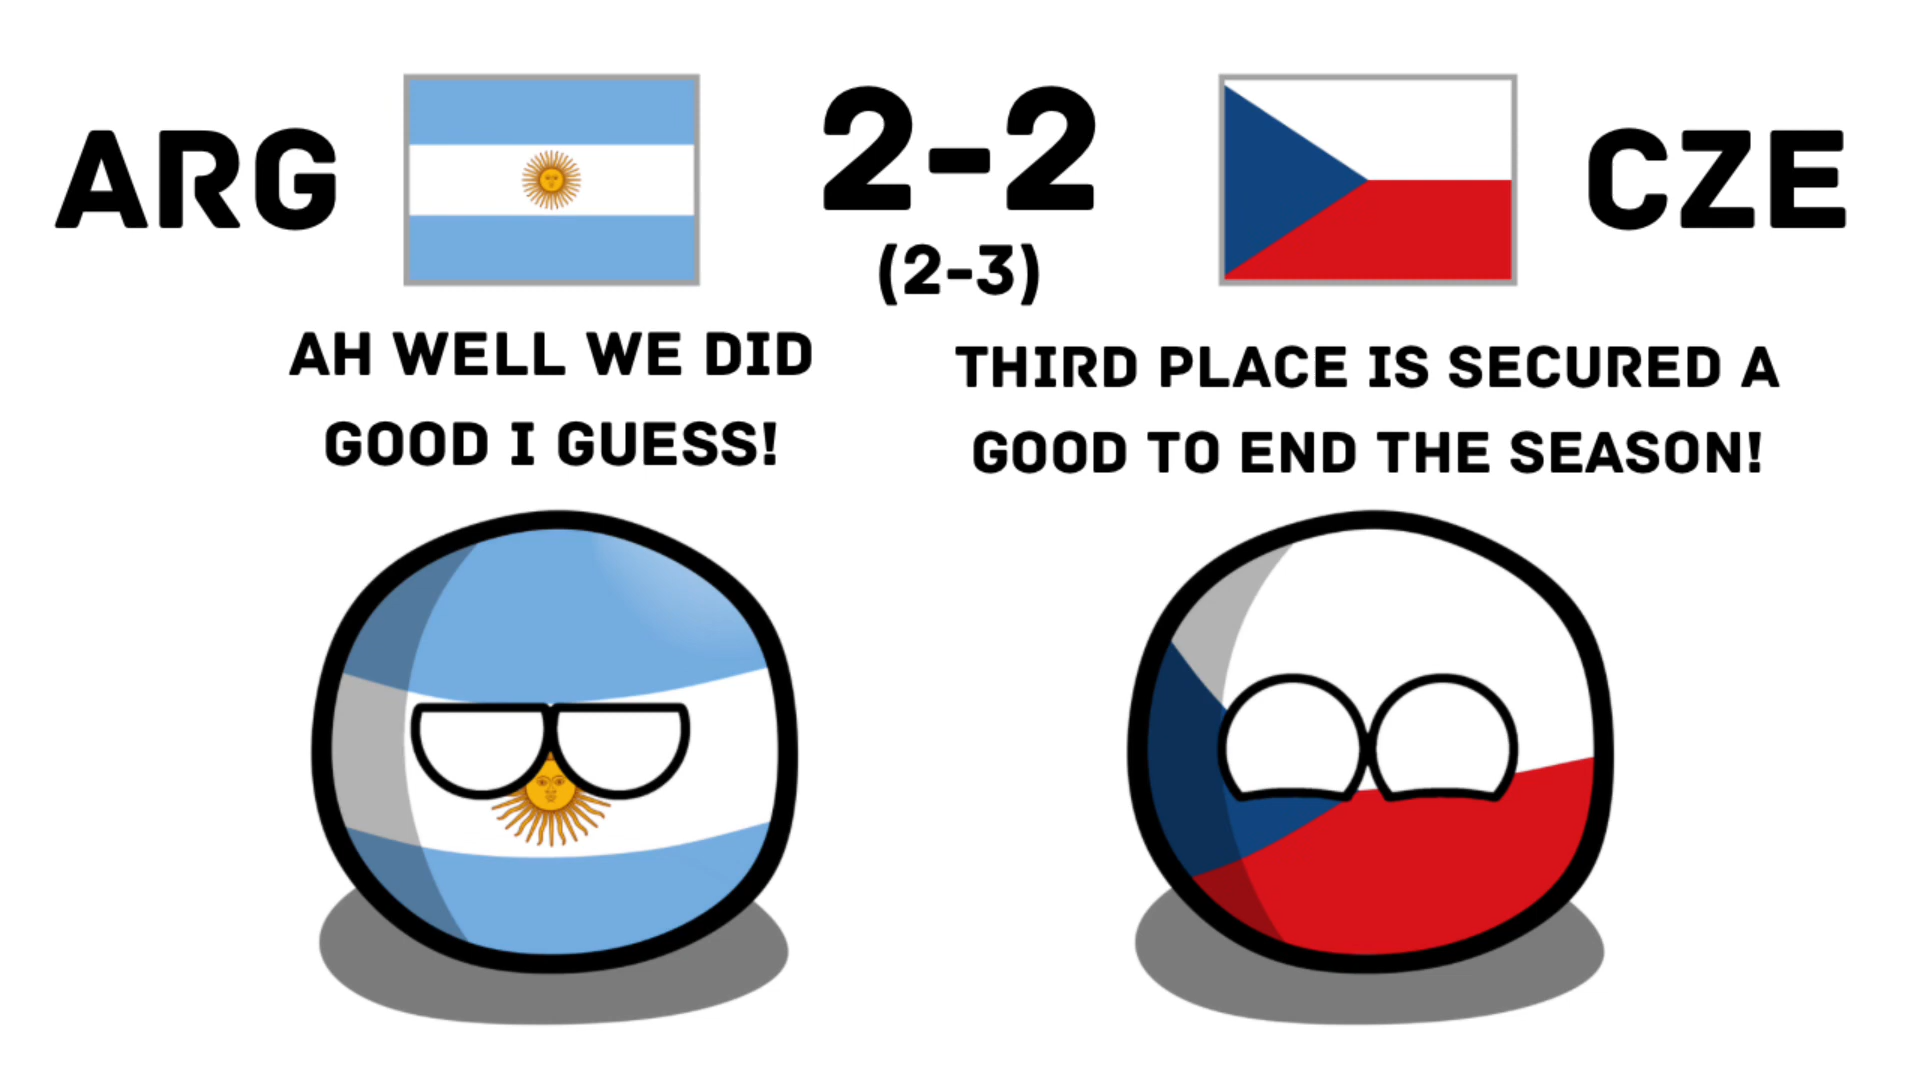 ARG
2-2
CZE
(2-3)
AH WELL WE DID
GOOD I GUESS!
THIRD PLACE IS SECURED A
GOOD TO END THE SEASON!